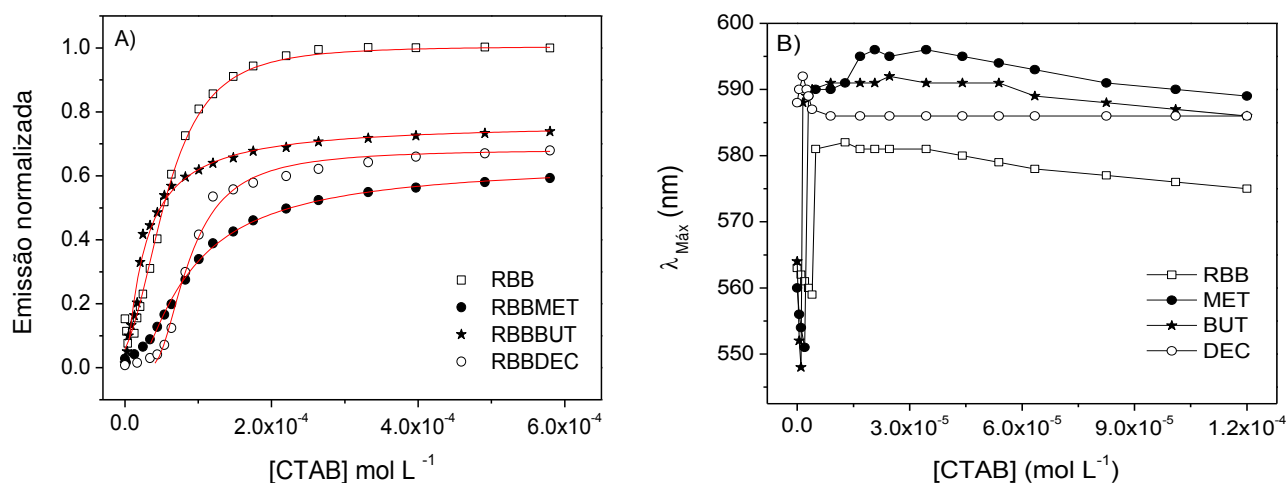 A)
Emissão normalizada
1.0
0.8
0.6
0.4
0.2
0.0
RBB
RBBMET
RBBBUT
RBBDEC
0.0
2.0x10⁻⁴
4.0x10⁻⁴
6.0x10⁻⁴
[CTAB] mol L⁻¹
B)
λ Máx (nm)
600
590
580
570
560
550
RBB
MET
BUT
DEC
0.0
3.0x10⁻⁵
6.0x10⁻⁵
9.0x10⁻⁵
1.2x10⁻⁴
[CTAB] (mol L⁻¹)